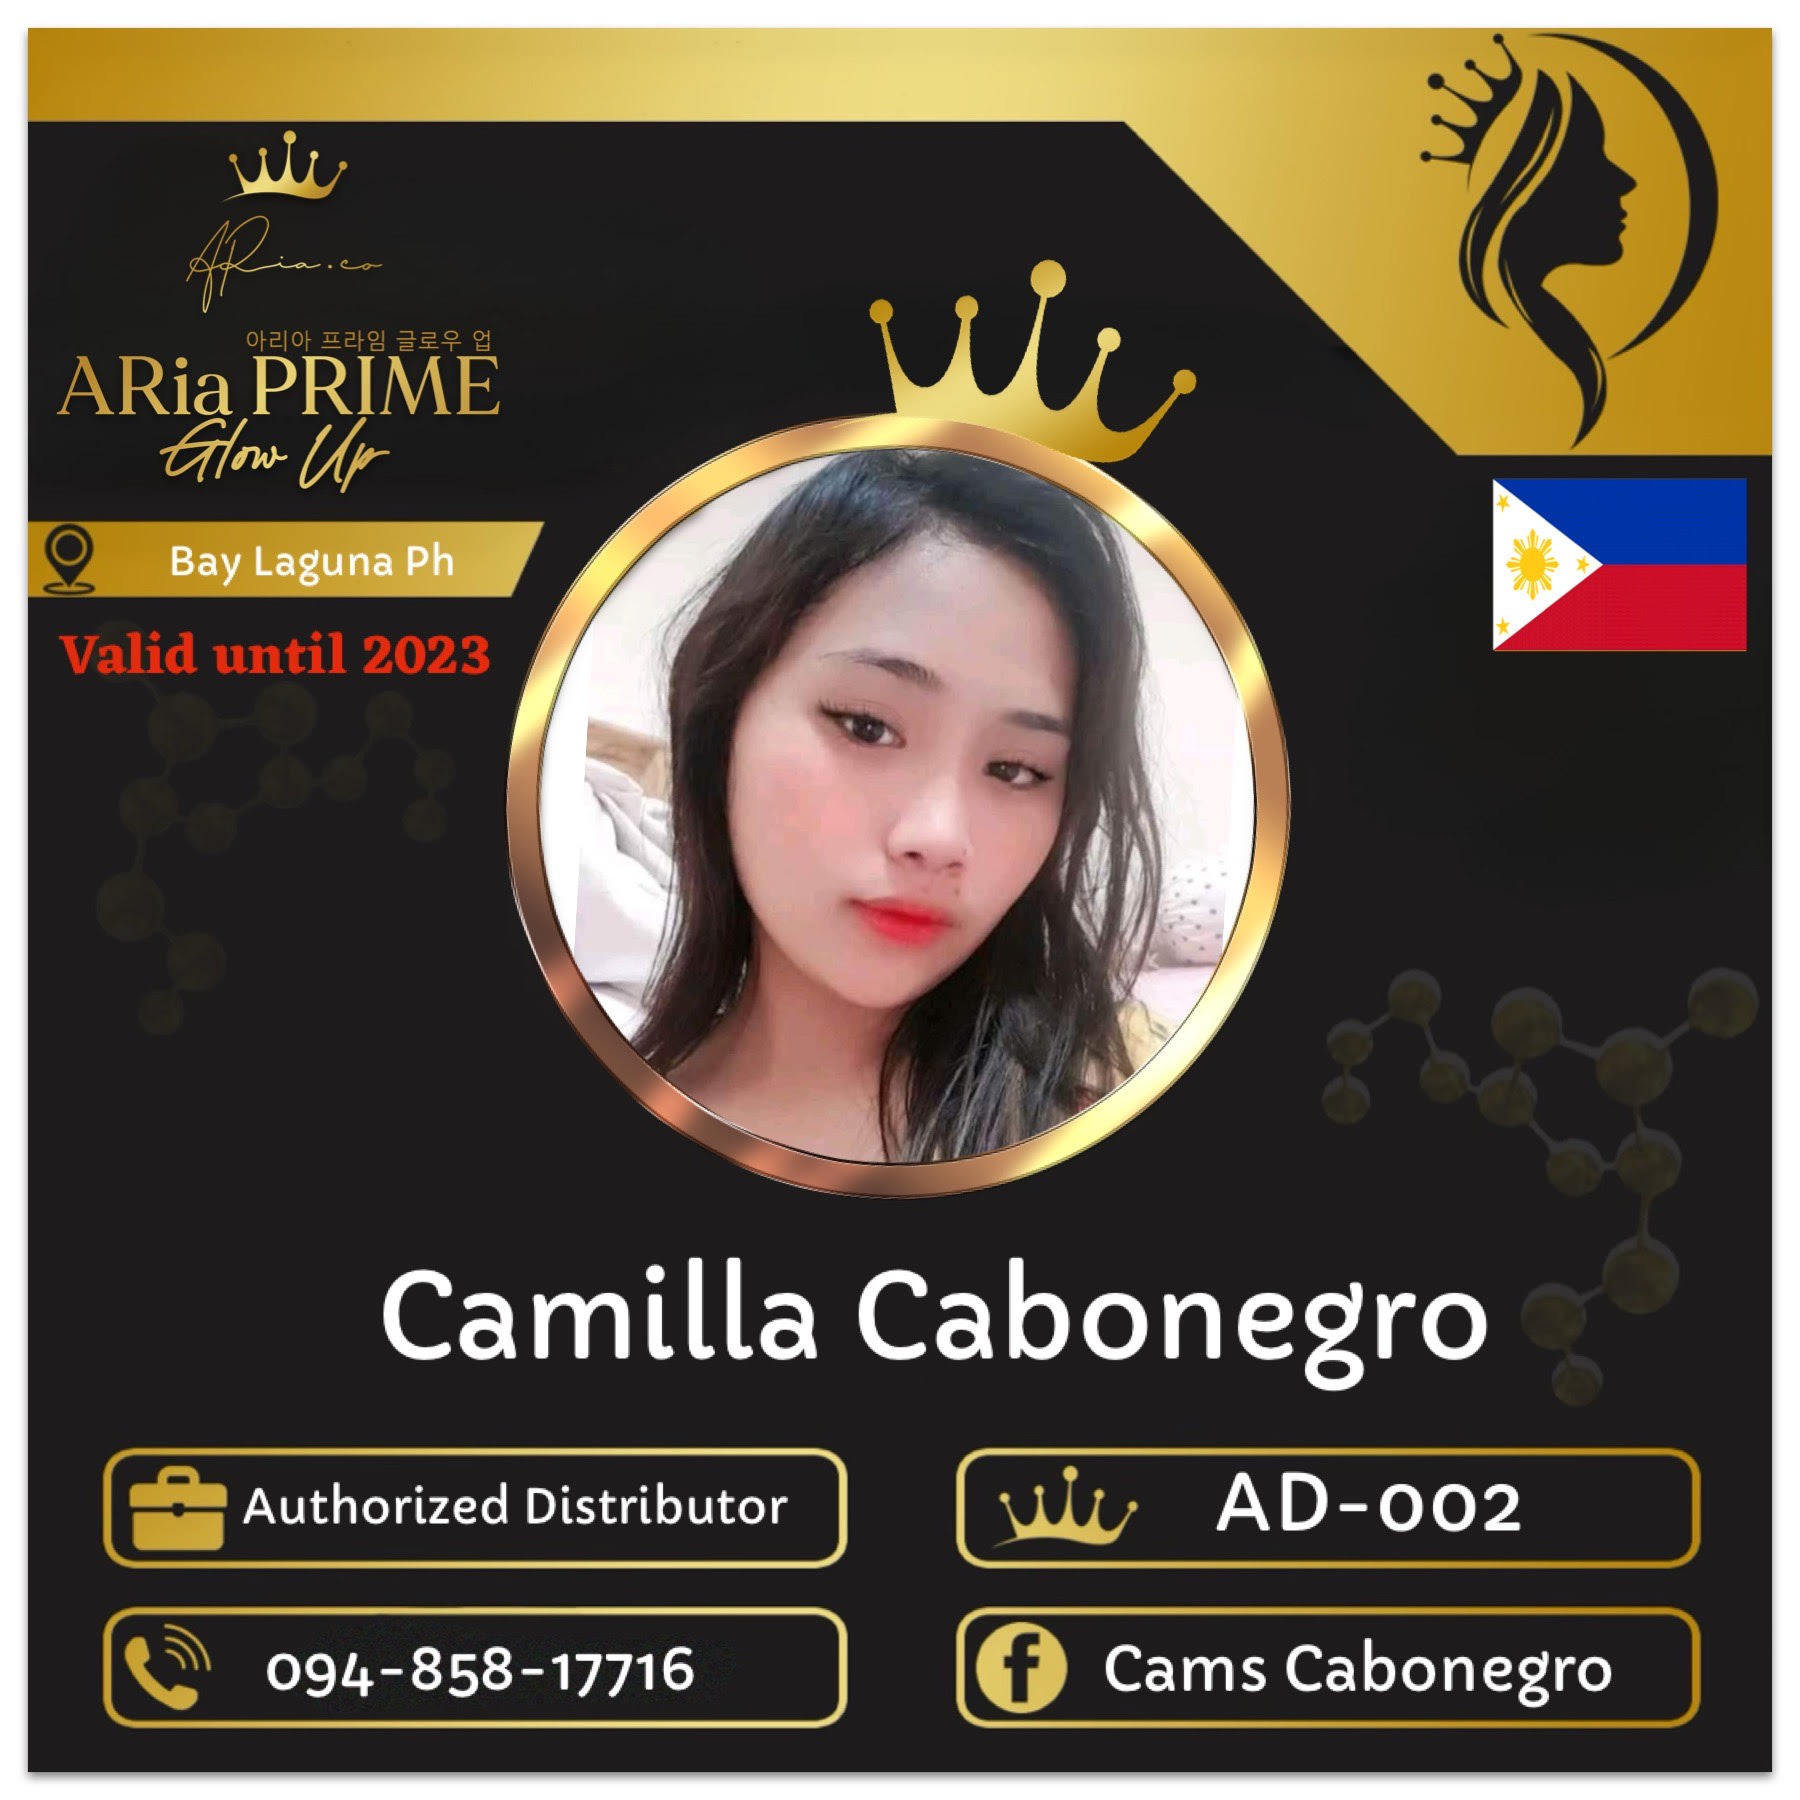 ARia.co
아리아 프라임 글로우 업
ARia PRIME
Glow Up
Bay Laguna Ph
Valid until 2023
Camilla Cabonegro
Authorized Distributor
AD-002
094-858-17716
Cams Cabonegro